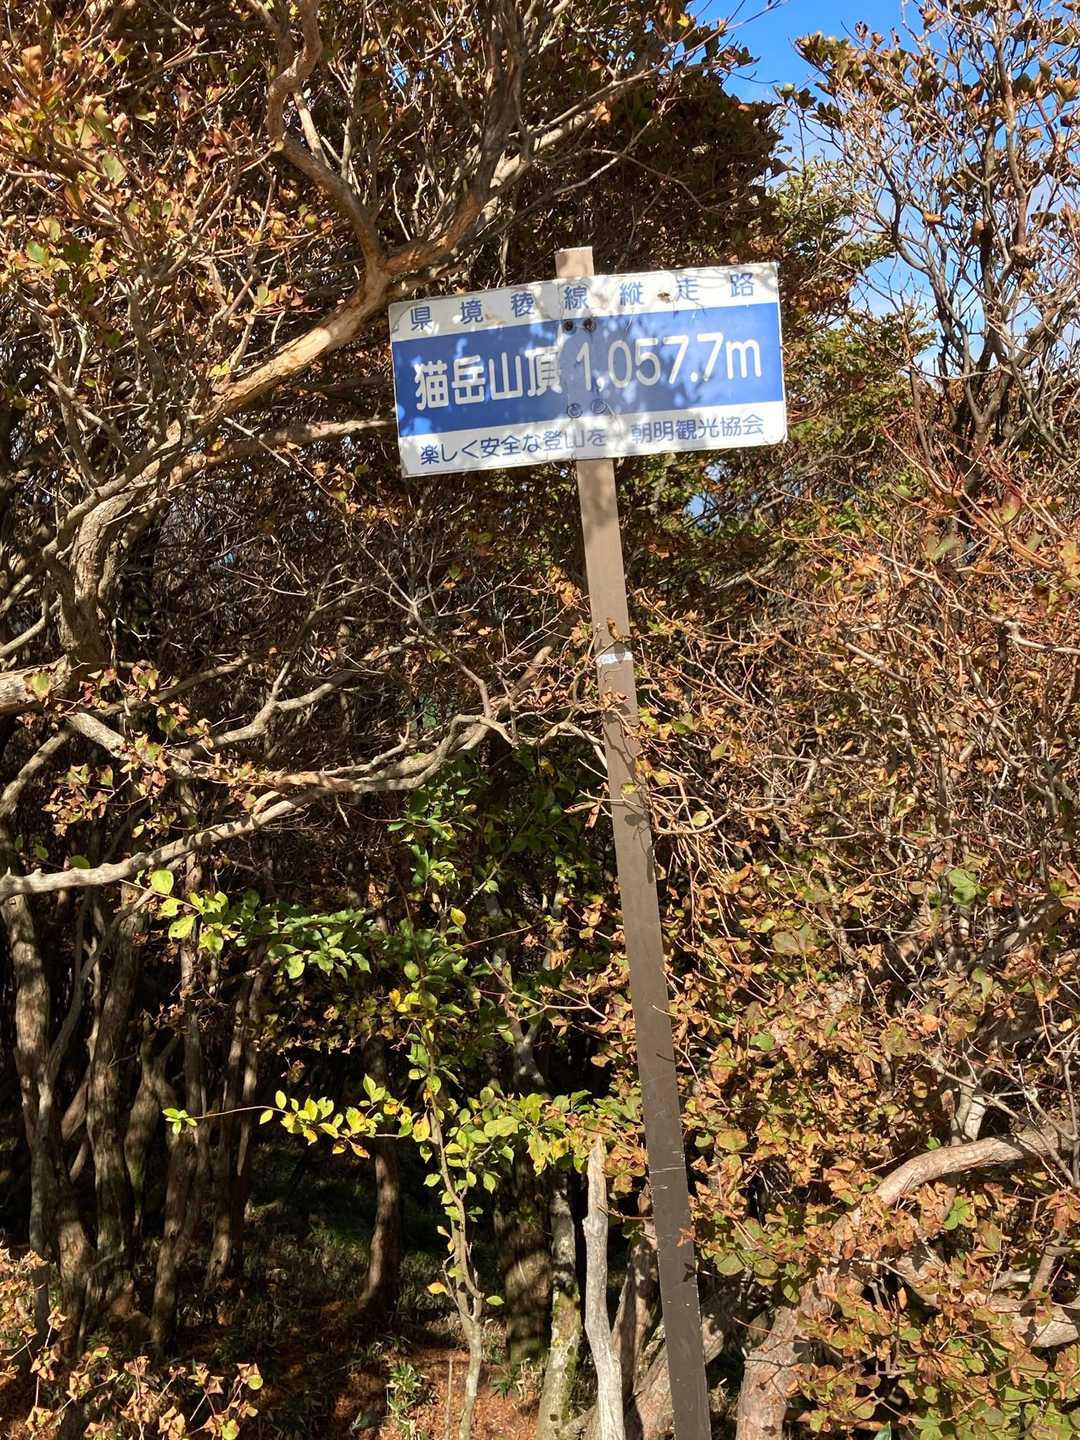 県境稜線縦走路
猫岳山頂 1,057.7m
楽しく安全な登山を 朝明観光協会